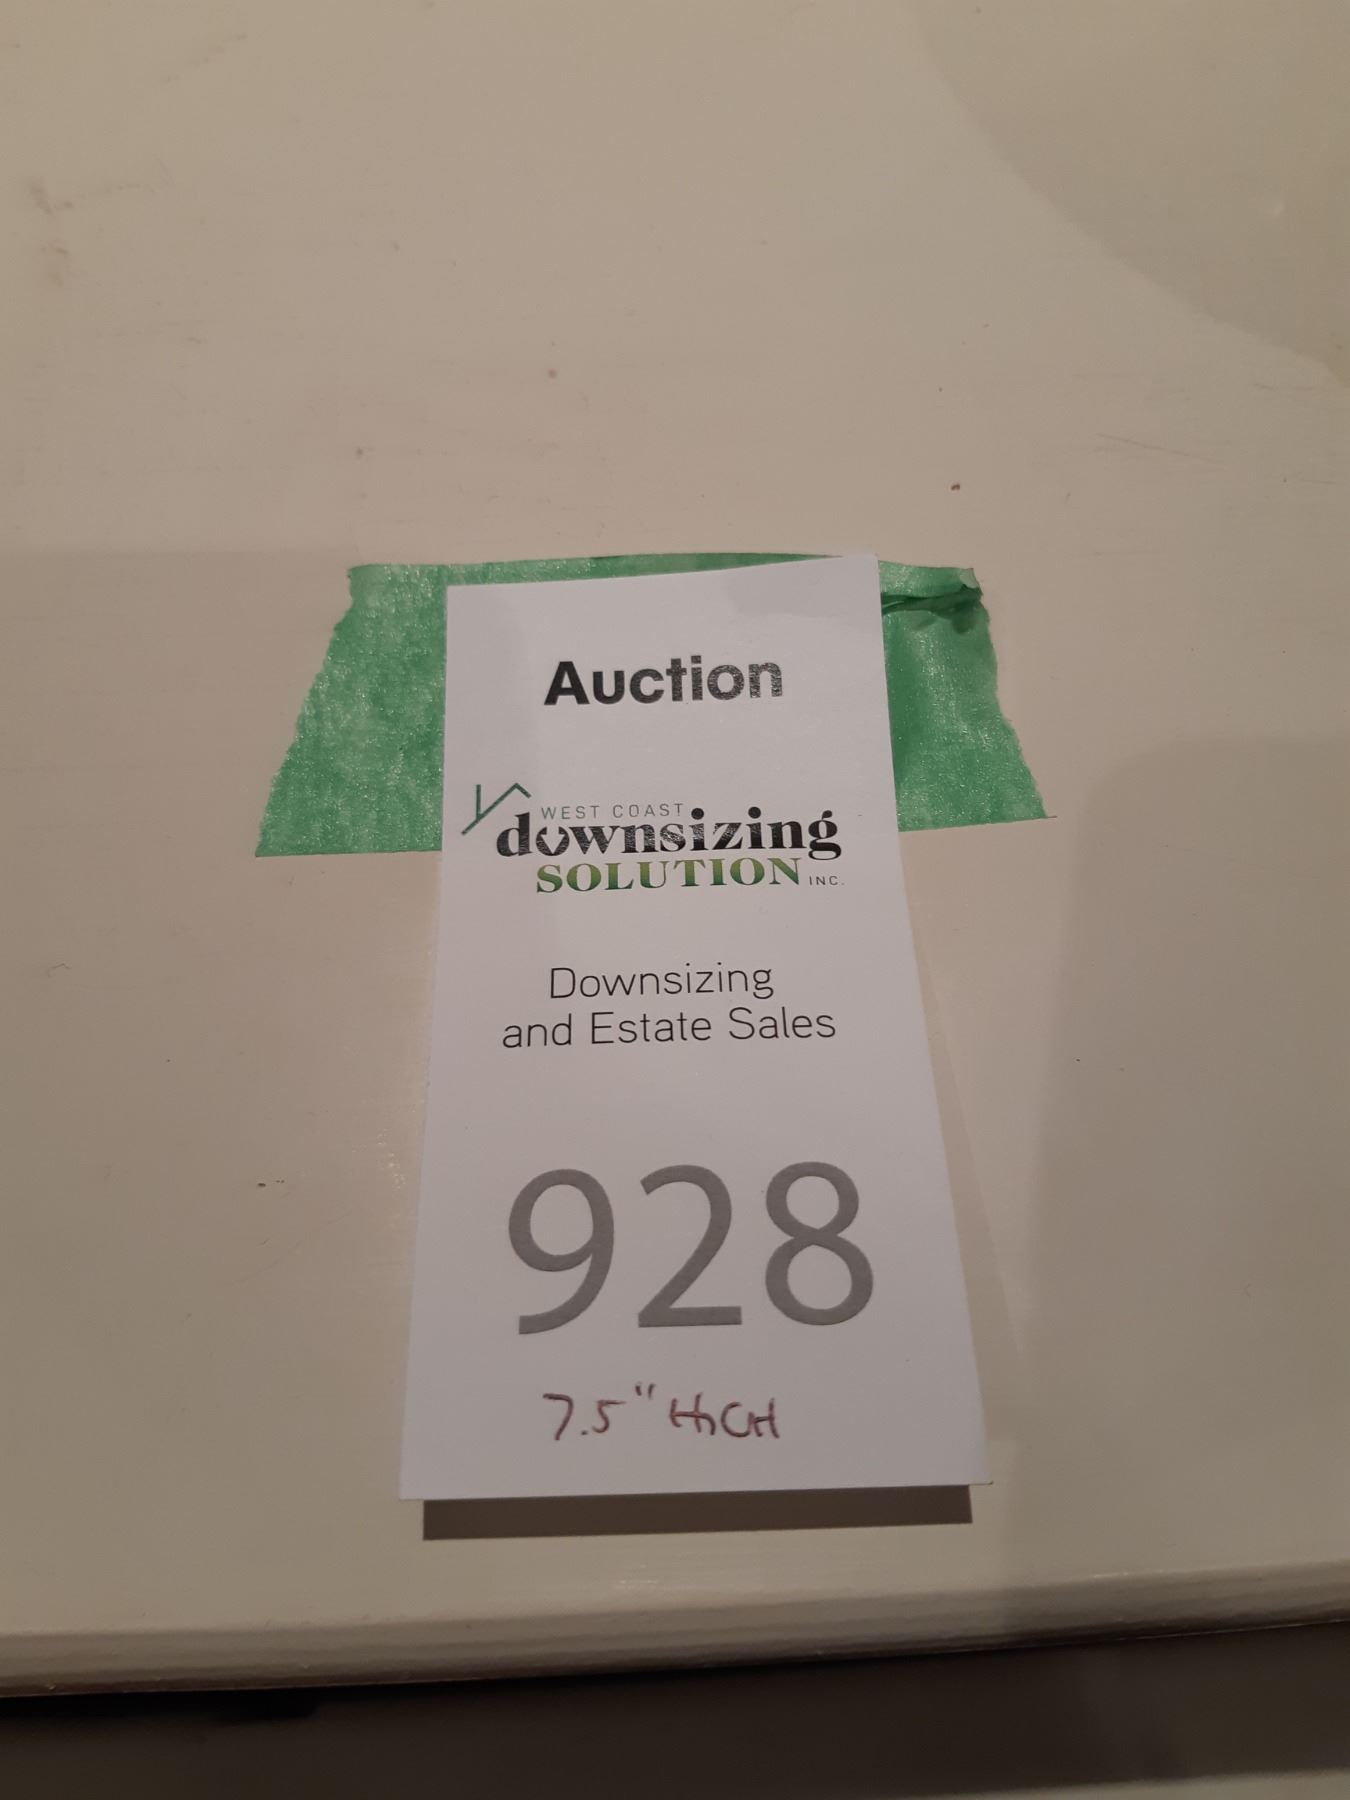 Auction
WEST COAST
downsizing
SOLUTION INC.
Downsizing
and Estate Sales
928
7.5" HIGH